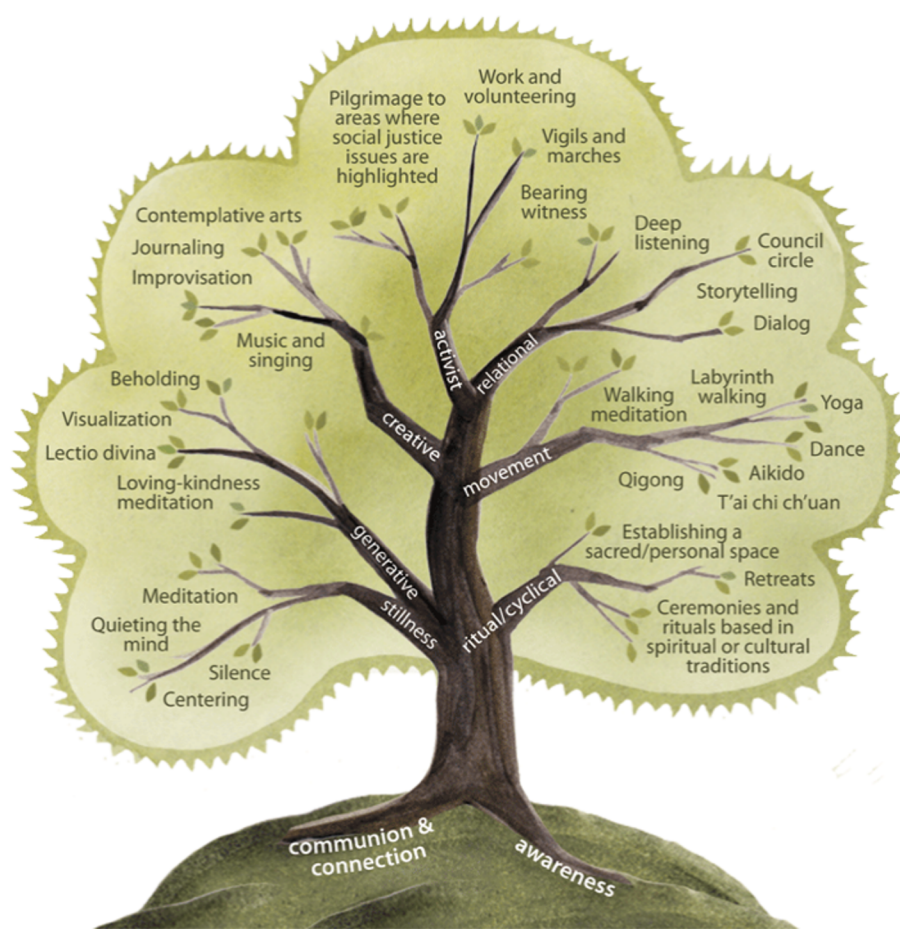 Work and
volunteering
Pilgrimage to
areas where
social justice
issues are
highlighted
Vigils and
marches
Bearing
witness
Contemplative arts
Journaling
Improvisation
Deep
listening
Council
circle
Storytelling
Dialog
Music and
singing
activist
relational
Beholding
Visualization
Lectio divina
Loving-kindness
meditation
creative
movement
Walking
meditation
Labyrinth
walking
Yoga
Dance
Qigong
Aikido
T'ai chi ch'uan
generative
stillness
ritual/cyclical
Establishing a
sacred/personal space
Retreats
Ceremonies and
rituals based in
spiritual or cultural
traditions
Meditation
Quieting the
mind
Silence
Centering
communion &
connection
awareness